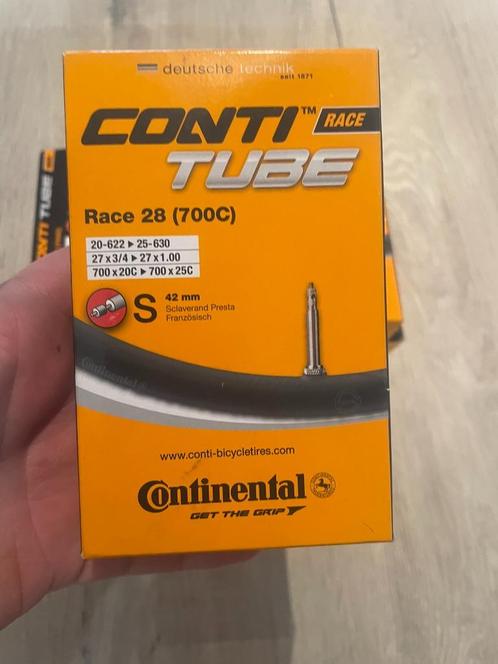 deutsche technik
seit 1871
CONTI™ RACE
TUBE
Race 28 (700C)
20-622 ▸ 25-630
27 x 3/4 ▸ 27 x 1.00
700 x 20C ▸ 700 x 25C
S 42 mm
Sclaverand Presta
Französisch
Continental
www.conti-bicycletires.com
Continental
GET THE GRIP
CONTI TUBE